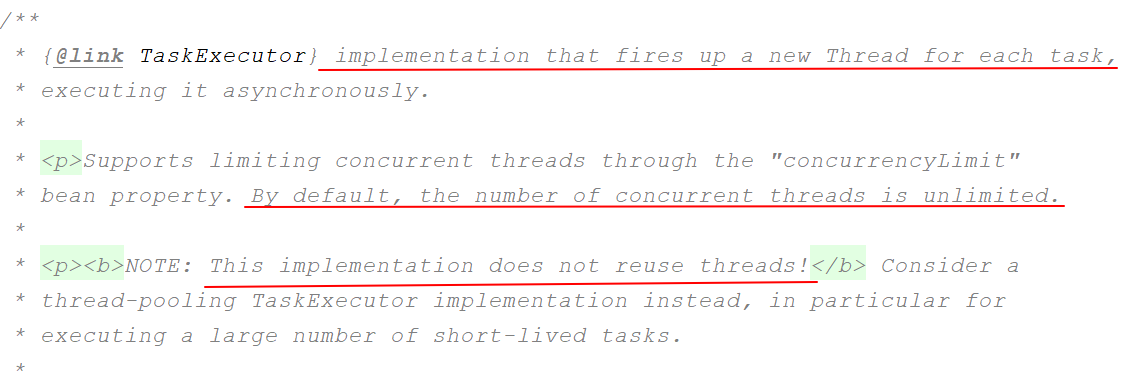 /**
 * {@link TaskExecutor} implementation that fires up a new Thread for each task,
 * executing it asynchronously.
 *
 * <p>Supports limiting concurrent threads through the "concurrencyLimit"
 * bean property. By default, the number of concurrent threads is unlimited.
 *
 * <p><b>NOTE: This implementation does not reuse threads!</b> Consider a
 * thread-pooling TaskExecutor implementation instead, in particular for
 * executing a large number of short-lived tasks.
 *